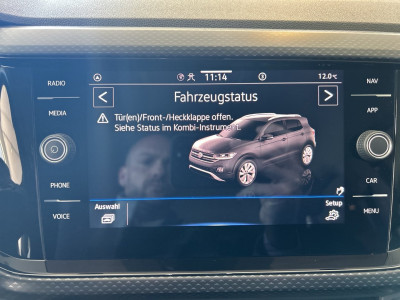 RADIO
11:14
12.0°C
NAV
MEDIA
Fahrzeugstatus
APP
Tür(en)/Front-/Heckklappe offen.
Siehe Status im Kombi-Instrument.
PHONE
CAR
VOICE
Auswahl
Setup
MENU